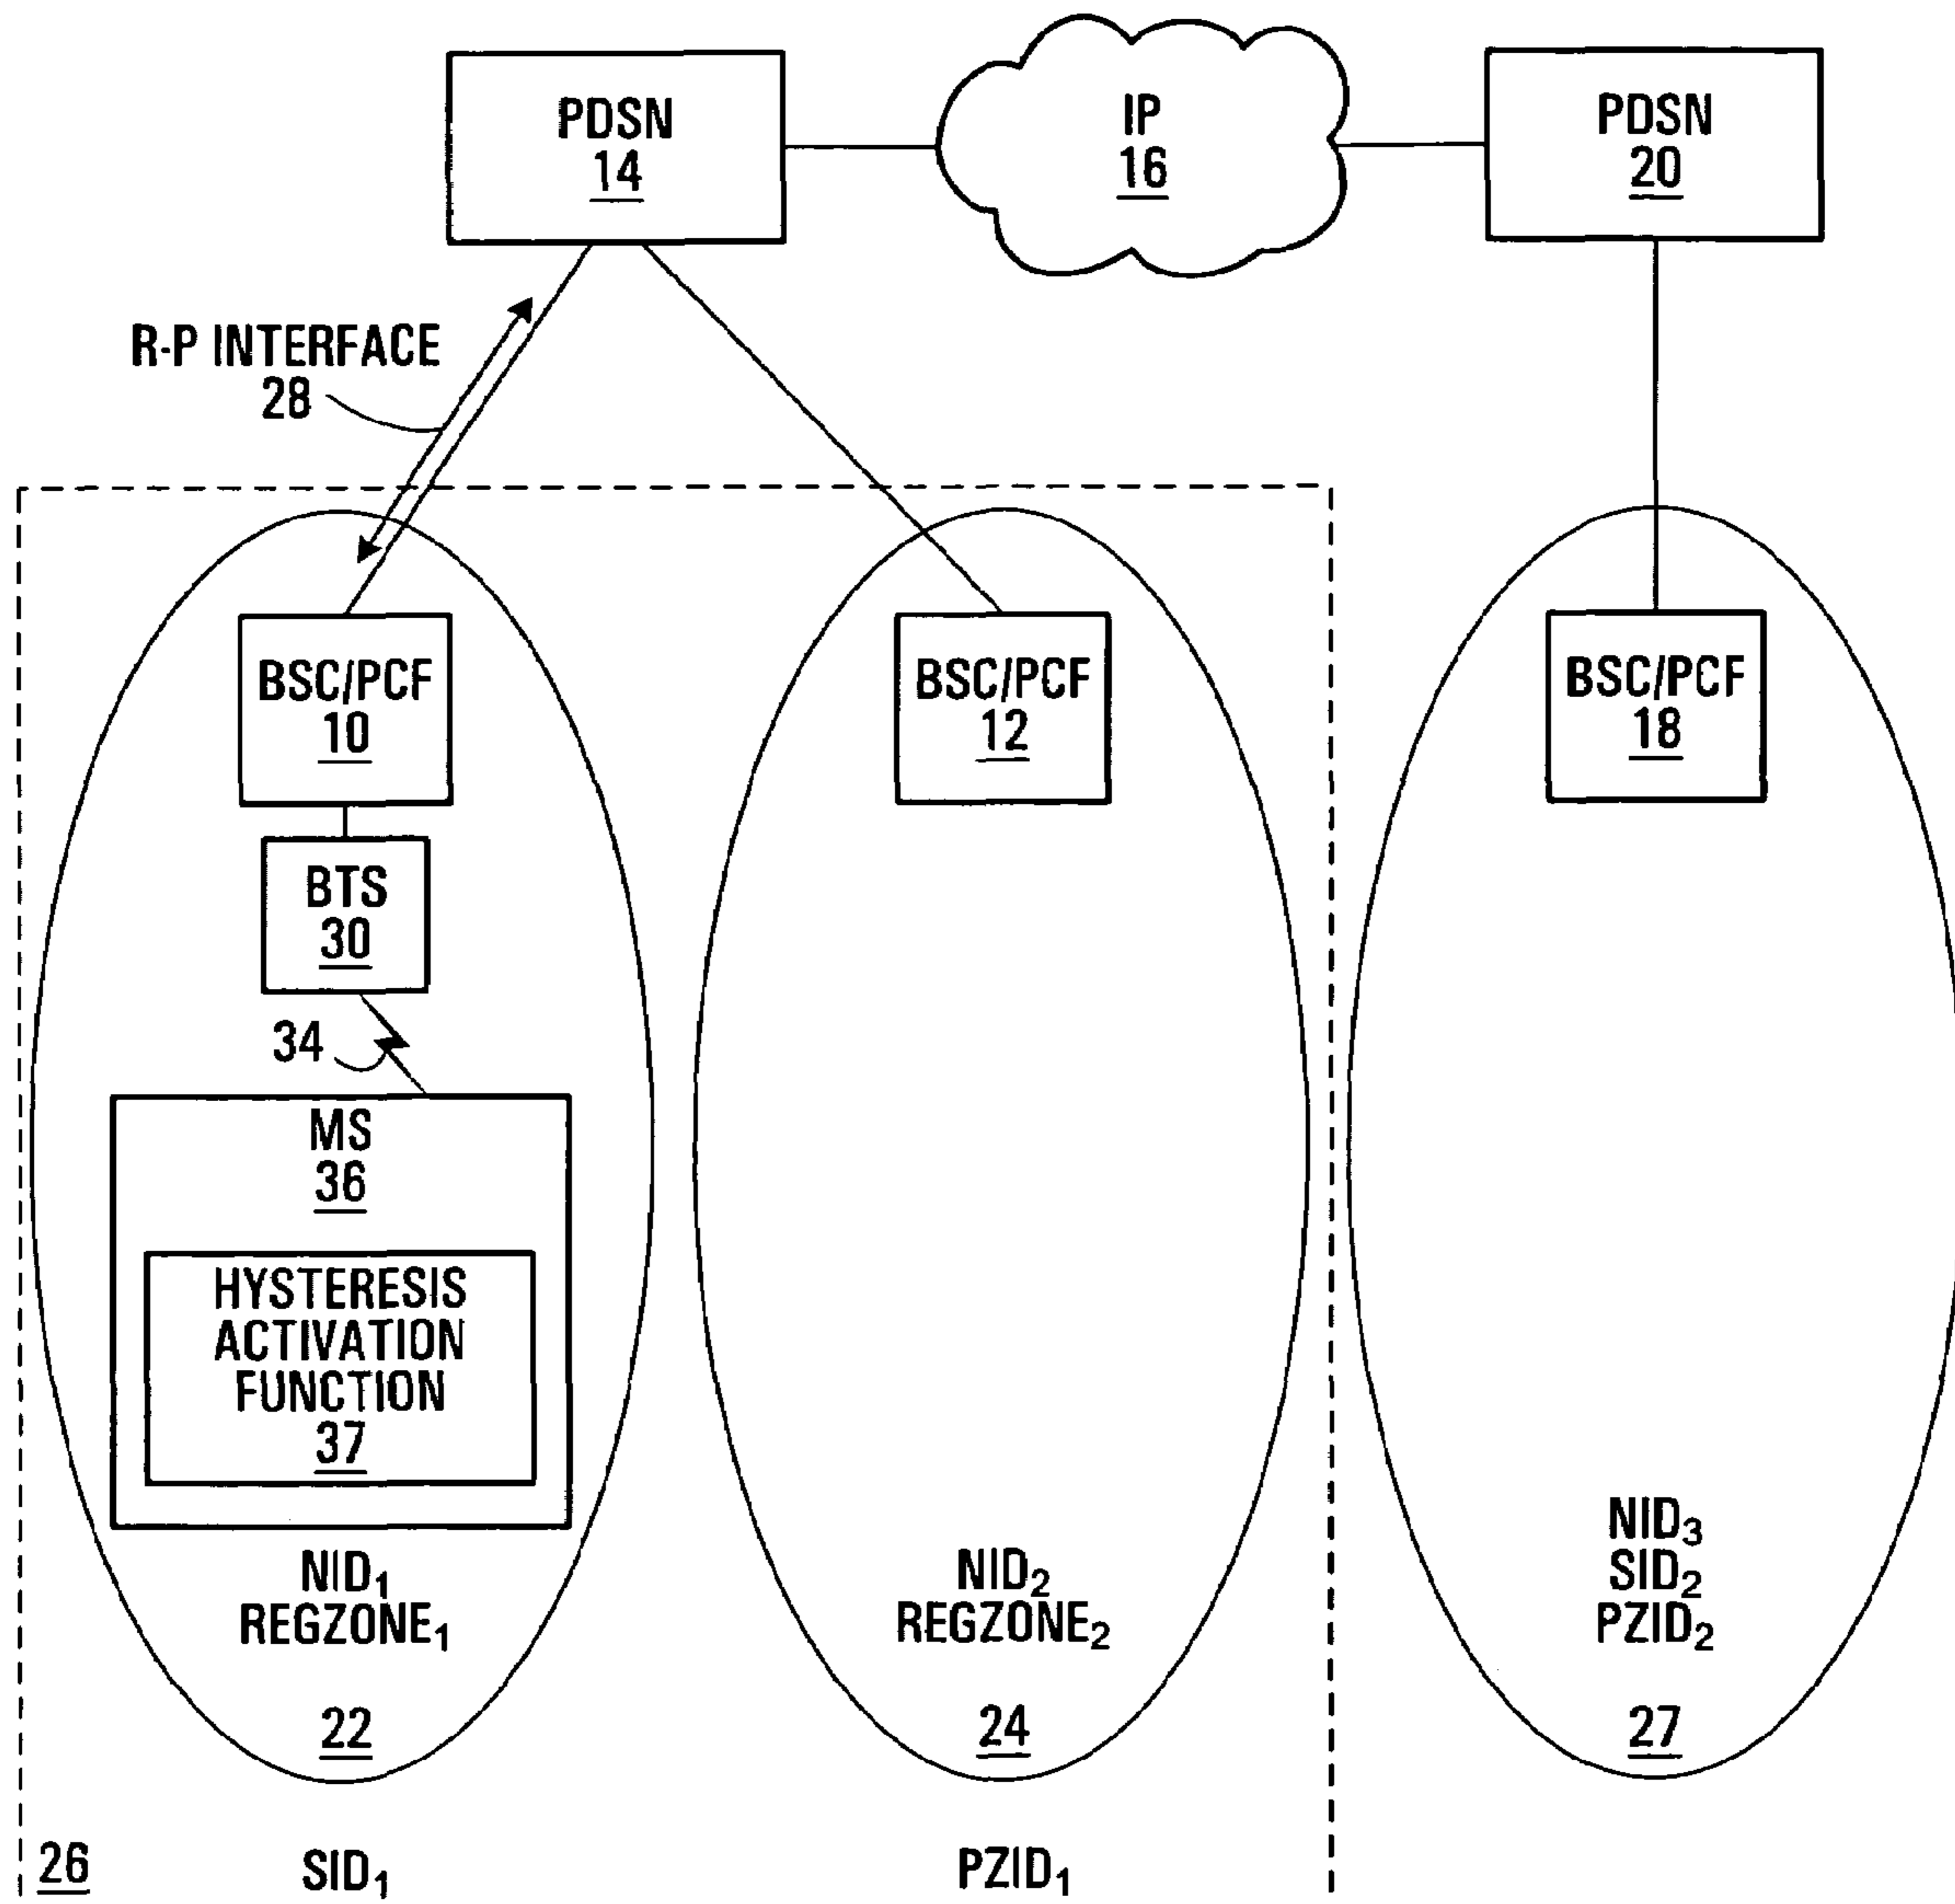 PDSN
14
IP
16
PDSN
20
R-P INTERFACE
28
BSC/PCF
10
BSC/PCF
12
BSC/PCF
18
BTS
30
34
MS
36
HYSTERESIS
ACTIVATION
FUNCTION
37
NID₁
REGZONE₁
22
NID₂
REGZONE₂
24
NID₃
SID₂
PZID₂
27
26
SID₁
PZID₁